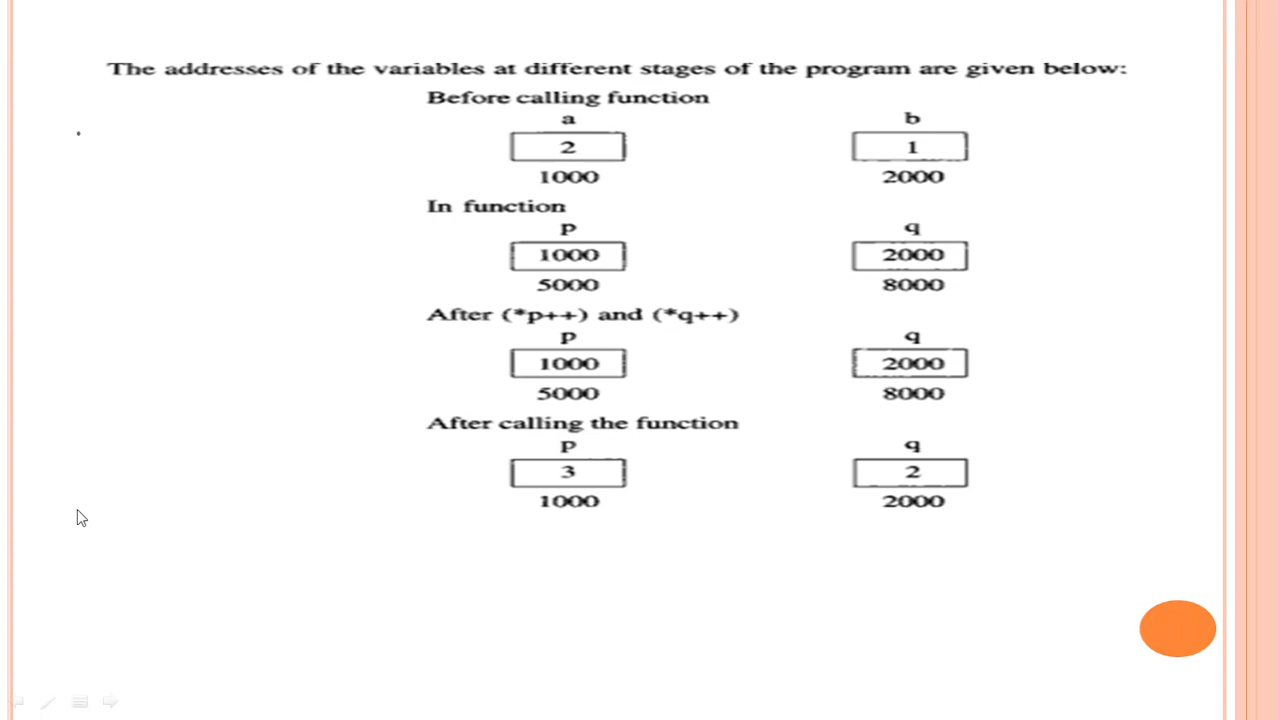 The addresses of the variables at different stages of the program are given below:
Before calling function
a b
2 1
1000 2000
In function
p q
1000 2000
5000 8000
After (*p++) and (*q++)
p q
1000 2000
5000 8000
After calling the function
p q
3 2
1000 2000